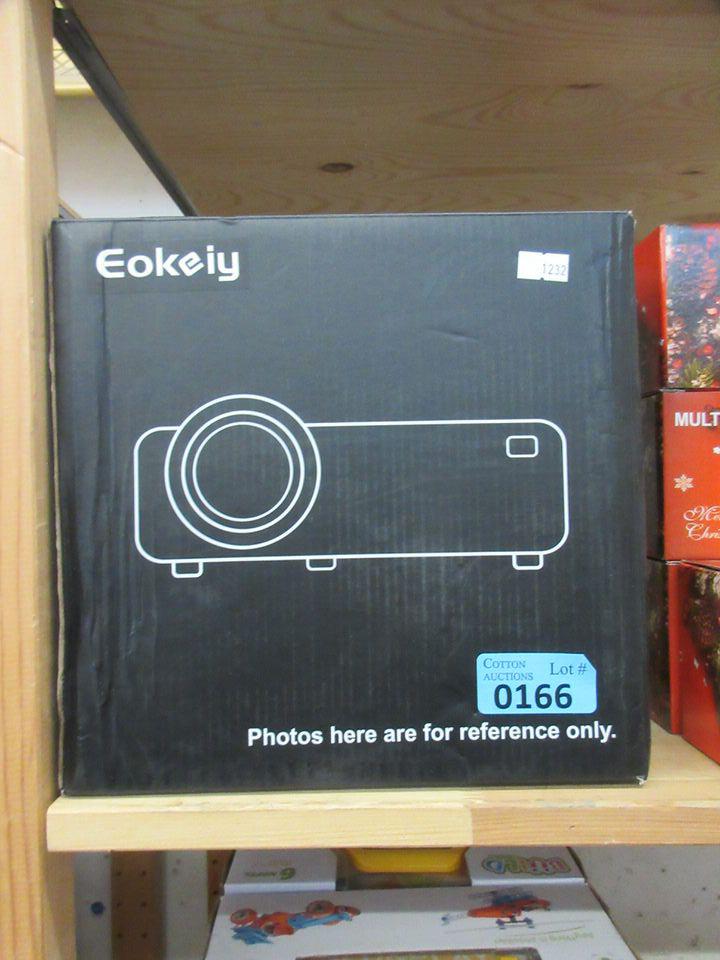 Eokeiy
1232
MULT
COTTON
AUCTIONS
Lot #
0166
Photos here are for reference only.